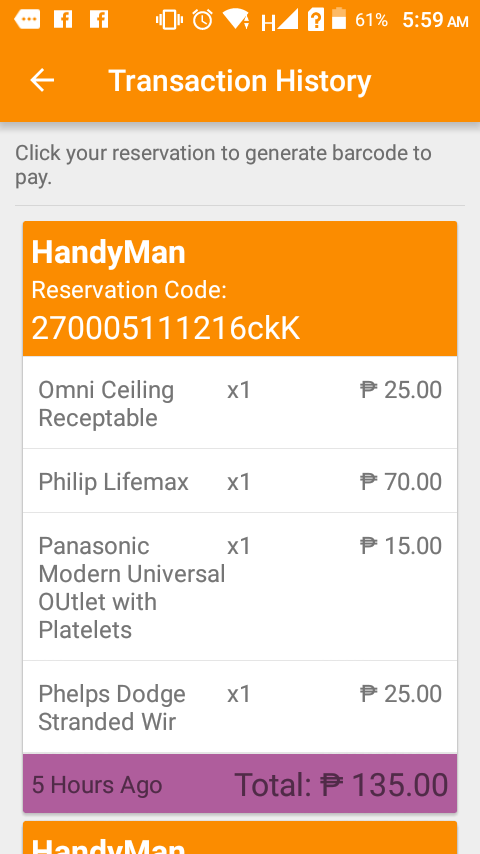 H 61% 5:59 AM
Transaction History
Click your reservation to generate barcode to
pay.
HandyMan
Reservation Code:
270005111216ckK
Omni Ceiling x1 ₱ 25.00
Receptable
Philip Lifemax x1 ₱ 70.00
Panasonic x1 ₱ 15.00
Modern Universal
OUtlet with
Platelets
Phelps Dodge x1 ₱ 25.00
Stranded Wir
5 Hours Ago Total: ₱ 135.00
HandyMan